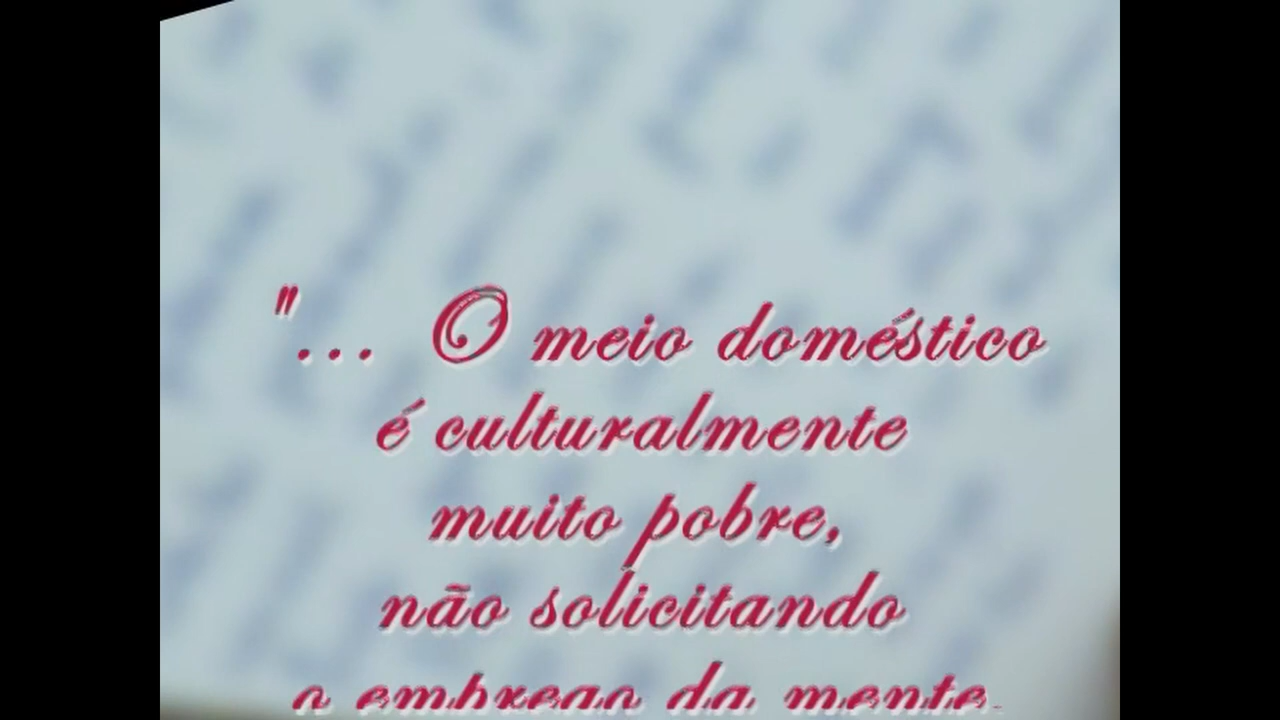 "... O meio doméstico
é culturalmente
muito pobre,
não solicitando
o emprego da mente.